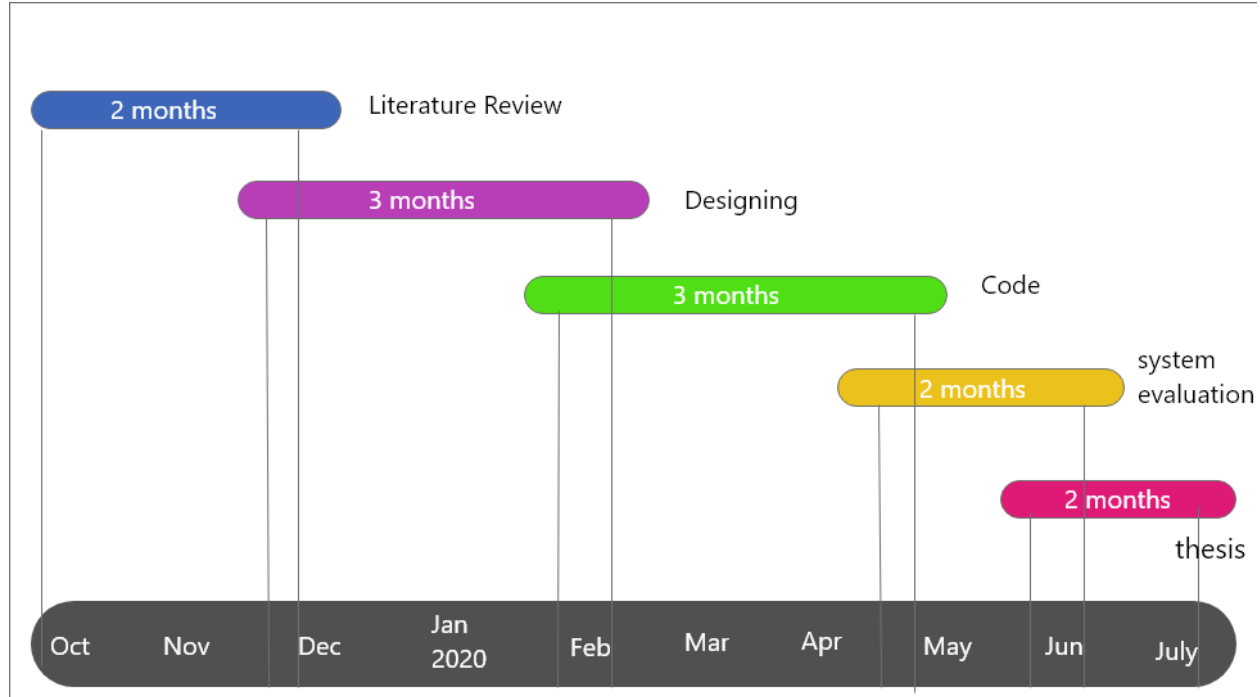 2 months
Literature Review
3 months
Designing
3 months
Code
2 months
system
evaluation
2 months
thesis
Oct
Nov
Dec
Jan
2020
Feb
Mar
Apr
May
Jun
July